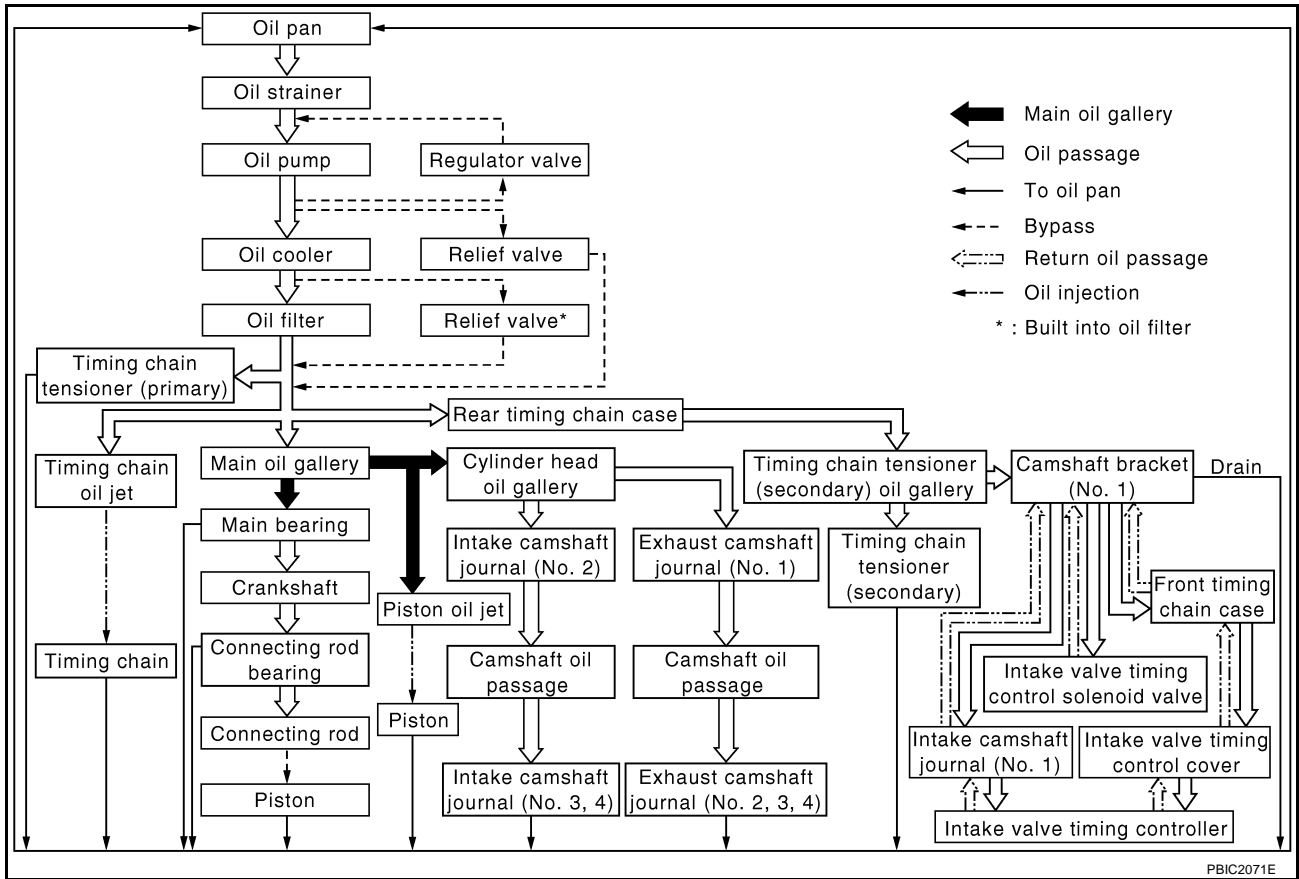 Oil pan
Oil strainer
Oil pump
Regulator valve
Oil cooler
Relief valve
Oil filter
Relief valve*
Main oil gallery
Oil passage
To oil pan
Bypass
Return oil passage
Oil injection
* : Built into oil filter
Timing chain
tensioner (primary)
Rear timing chain case
Timing chain
oil jet
Main oil gallery
Cylinder head
oil gallery
Timing chain tensioner
(secondary) oil gallery
Camshaft bracket
(No. 1)
Drain
Main bearing
Intake camshaft
journal (No. 2)
Exhaust camshaft
journal (No. 1)
Timing chain
tensioner
(secondary)
Crankshaft
Piston oil jet
Front timing
chain case
Timing chain
Connecting rod
bearing
Camshaft oil
passage
Camshaft oil
passage
Intake valve timing
control solenoid valve
Connecting rod
Piston
Intake camshaft
journal (No. 1)
Intake valve timing
control cover
Piston
Intake camshaft
journal (No. 3, 4)
Exhaust camshaft
journal (No. 2, 3, 4)
Intake valve timing controller
PBIC2071E